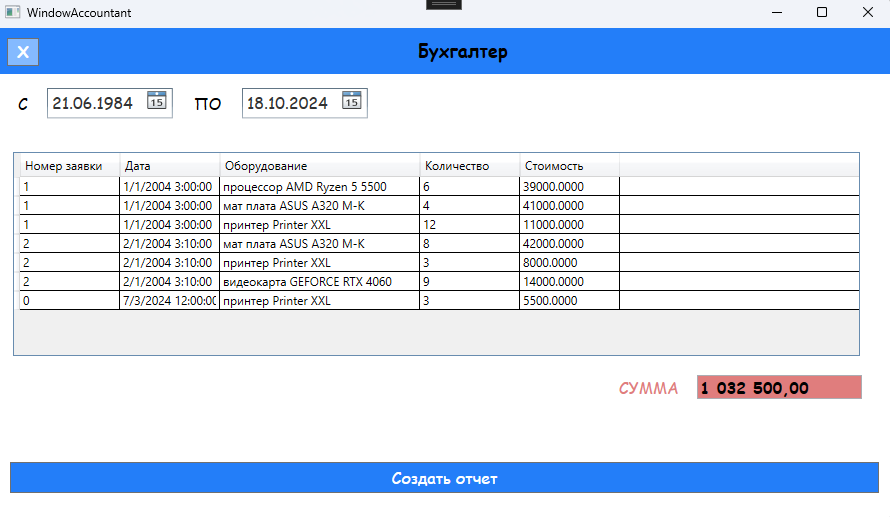 WindowAccountant
X Бухгалтер
С 21.06.1984 15 ПО 18.10.2024 15
Номер заявки Дата Оборудование Количество Стоимость
1 1/1/2004 3:00:00 процессор AMD Ryzen 5 5500 6 39000.0000
1 1/1/2004 3:00:00 мат плата ASUS A320 M-K 4 41000.0000
1 1/1/2004 3:00:00 принтер Printer XXL 12 11000.0000
2 2/1/2004 3:10:00 мат плата ASUS A320 M-K 8 42000.0000
2 2/1/2004 3:10:00 принтер Printer XXL 3 8000.0000
2 2/1/2004 3:10:00 видеокарта GEFORCE RTX 4060 9 14000.0000
0 7/3/2024 12:00:00 принтер Printer XXL 3 5500.0000
СУММА 1 032 500,00
Создать отчет